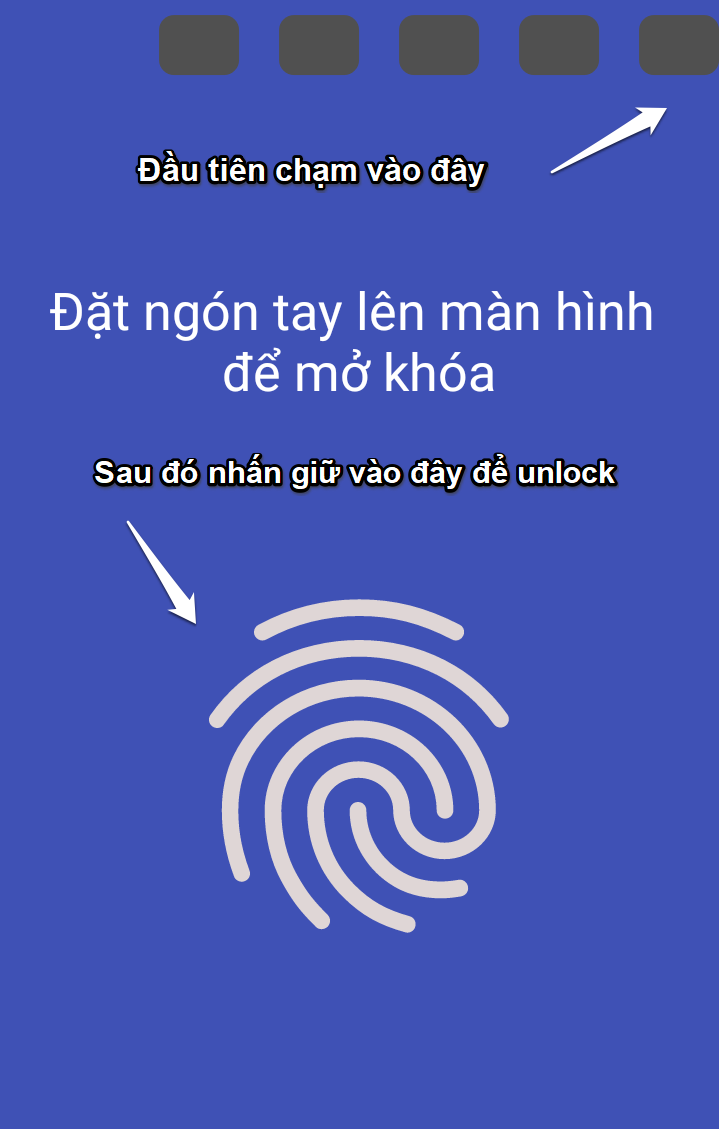 Đầu tiên chạm vào đây
Đặt ngón tay lên màn hình
để mở khóa
Sau đó nhấn giữ vào đây để unlock